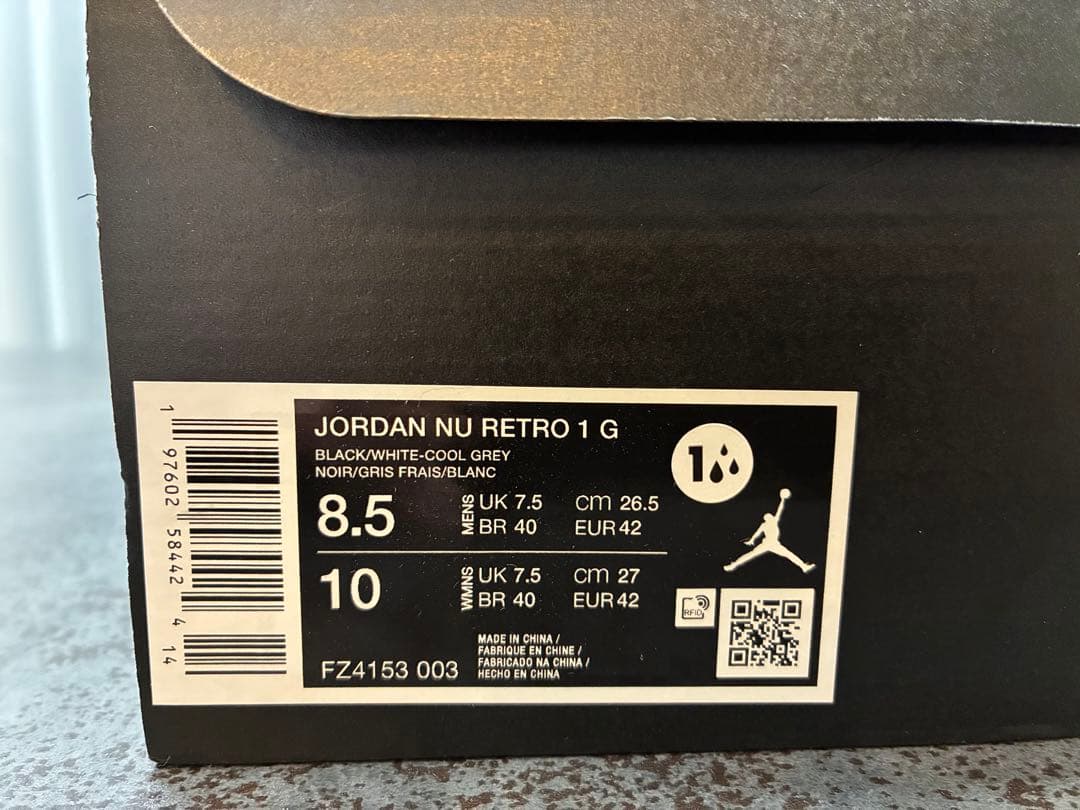 1 97602 58442 4 14
JORDAN NU RETRO 1 G
BLACK/WHITE-COOL GREY
NOIR/GRIS FRAIS/BLANC
8.5 MENS UK 7.5 cm 26.5
BR 40 EUR 42
10 WMNS UK 7.5 cm 27
BR 40 EUR 42
FZ4153 003
MADE IN CHINA /
FABRIQUE EN CHINE /
FABRICADO NA CHINA /
HECHO EN CHINA
1
RFID